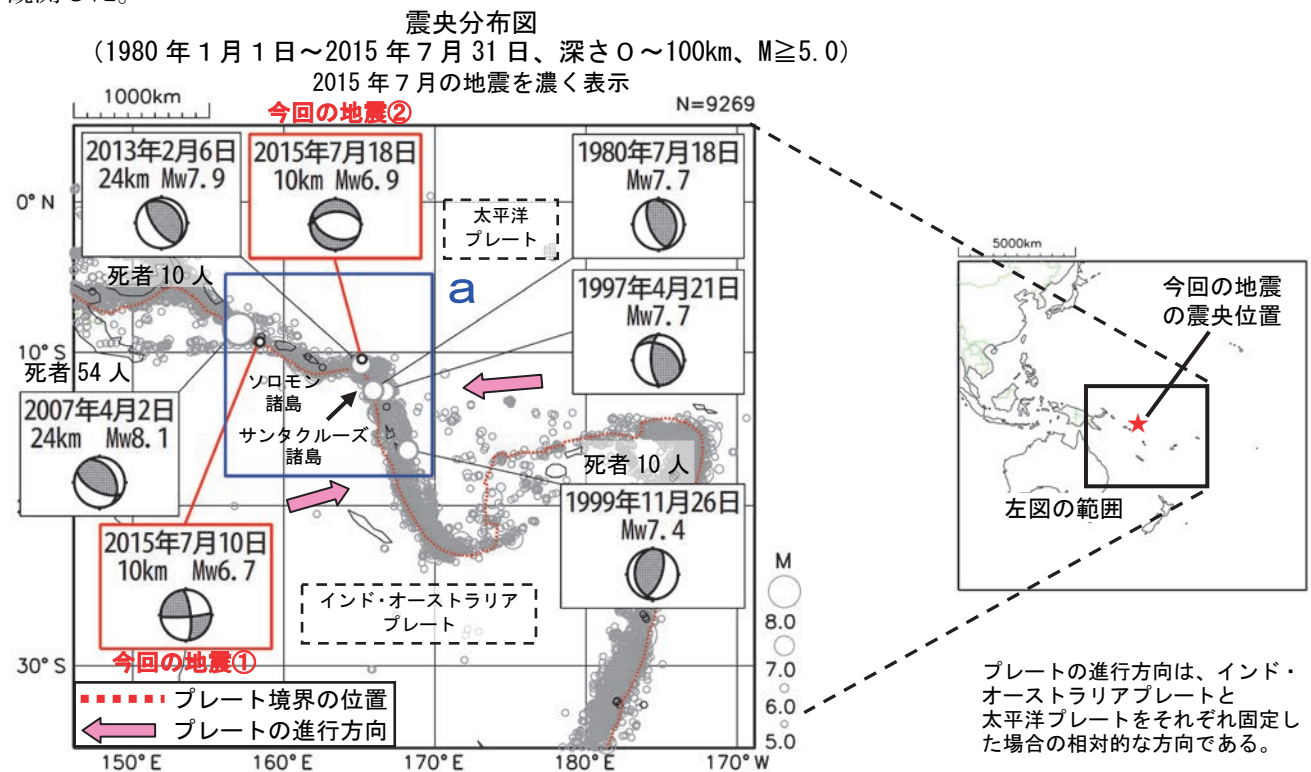 観測した。
震央分布図
(1980年1月1日~2015年7月31日、深さ0~100km、M≧5.0)
2015年7月の地震を濃く表示
1000km
今回の地震②
N=9269
2013年2月6日
24km Mw7.9
2015年7月18日
10km Mw6.9
1980年7月18日
Mw7.7
0°N
太平洋
プレート
死者10人
a
1997年4月21日
Mw7.7
10°S
死者54人
ソロモン
諸島
2007年4月2日
24km Mw8.1
サンタクルーズ
諸島
死者10人
1999年11月26日
Mw7.4
2015年7月10日
10km Mw6.7
インド・オーストラリア
プレート
今回の地震①
30°S
プレート境界の位置
プレートの進行方向
M
8.0
7.0
6.0
5.0
150°E
160°E
170°E
180°E
170°W
5000km
今回の地震
の震央位置
左図の範囲
プレートの進行方向は、インド・
オーストラリアプレートと
太平洋プレートをそれぞれ固定し
た場合の相対的な方向である。